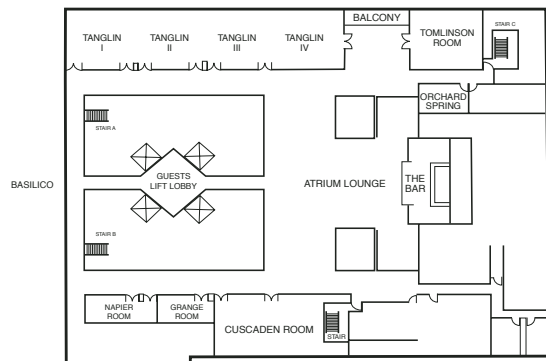 BALCONY
TANGLIN
I
TANGLIN
II
TANGLIN
III
TANGLIN
IV
TOMLINSON
ROOM
STAIR C
ORCHARD
SPRING
STAIR A
GUESTS
LIFT LOBBY
BASILICO
ATRIUM LOUNGE
THE
BAR
STAIR B
NAPIER
ROOM
GRANGE
ROOM
CUSCADEN ROOM
STAIR